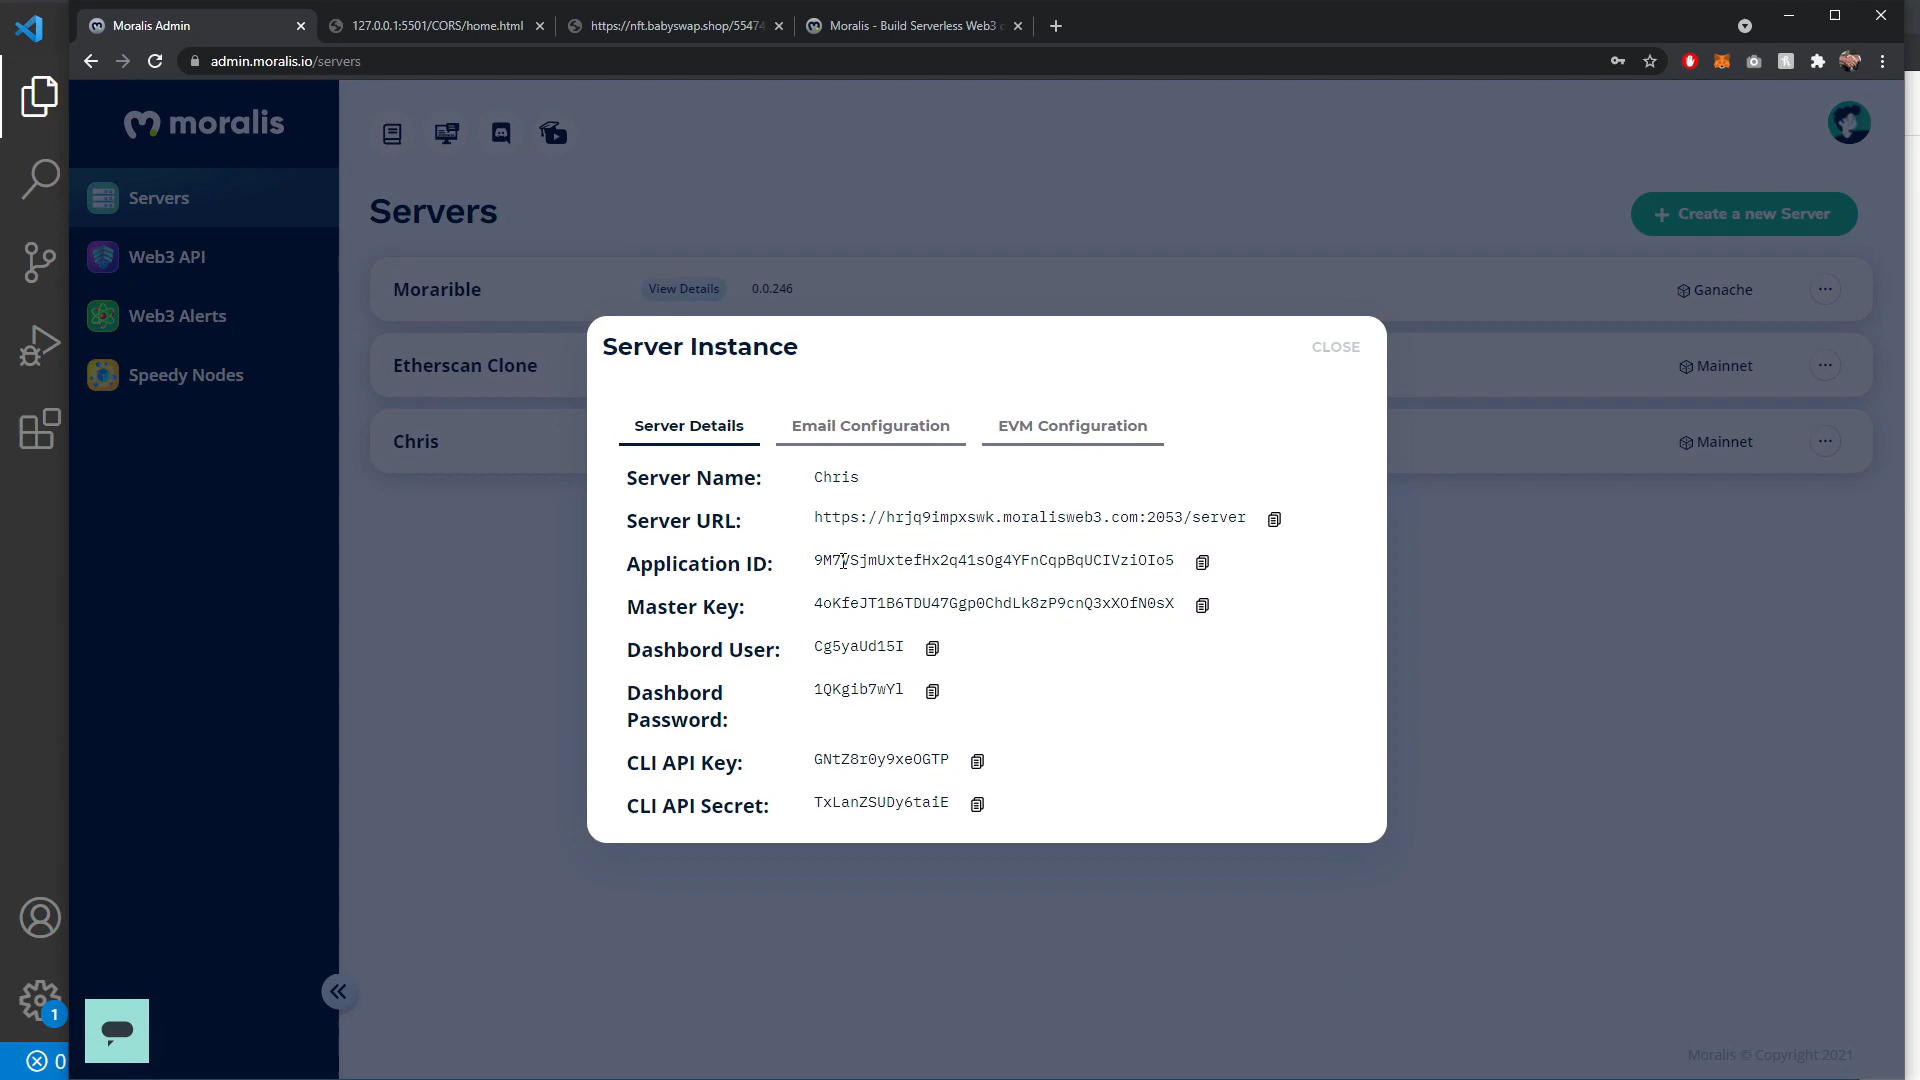 Moralis Admin
127.0.0.1:5501/CORS/home.html
https://nft.babyswap.shop/55474
Moralis - Build Serverless Web3
admin.moralis.io/servers
moralis
Servers
Web3 API
Web3 Alerts
Speedy Nodes
Servers
+ Create a new Server
Morarible View Details 0.0.246 Ganache
Etherscan Clone Mainnet
Chris Mainnet
Server Instance
CLOSE
Server Details Email Configuration EVM Configuration
Server Name: Chris
Server URL: https://hrjq9impxswk.moralisweb3.com:2053/server
Application ID: 9M7VSjmUxtefHx2q41sOg4YFnCqpBqUCIVziOIo5
Master Key: 4oKfeJT1B6TDU47Ggp0ChdLk8zP9cnQ3xXOfN0sX
Dashbord User: Cg5yaUd15I
Dashbord Password: 1QKgib7wYl
CLI API Key: GNtZ8r0y9xeOGTP
CLI API Secret: TxLanZSUDy6taiE
1
0
Moralis © Copyright 2021